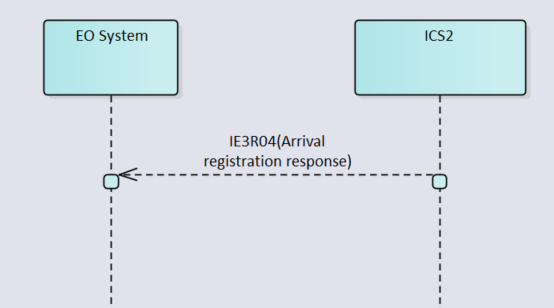 EO System
ICS2
IE3R04(Arrival
registration response)